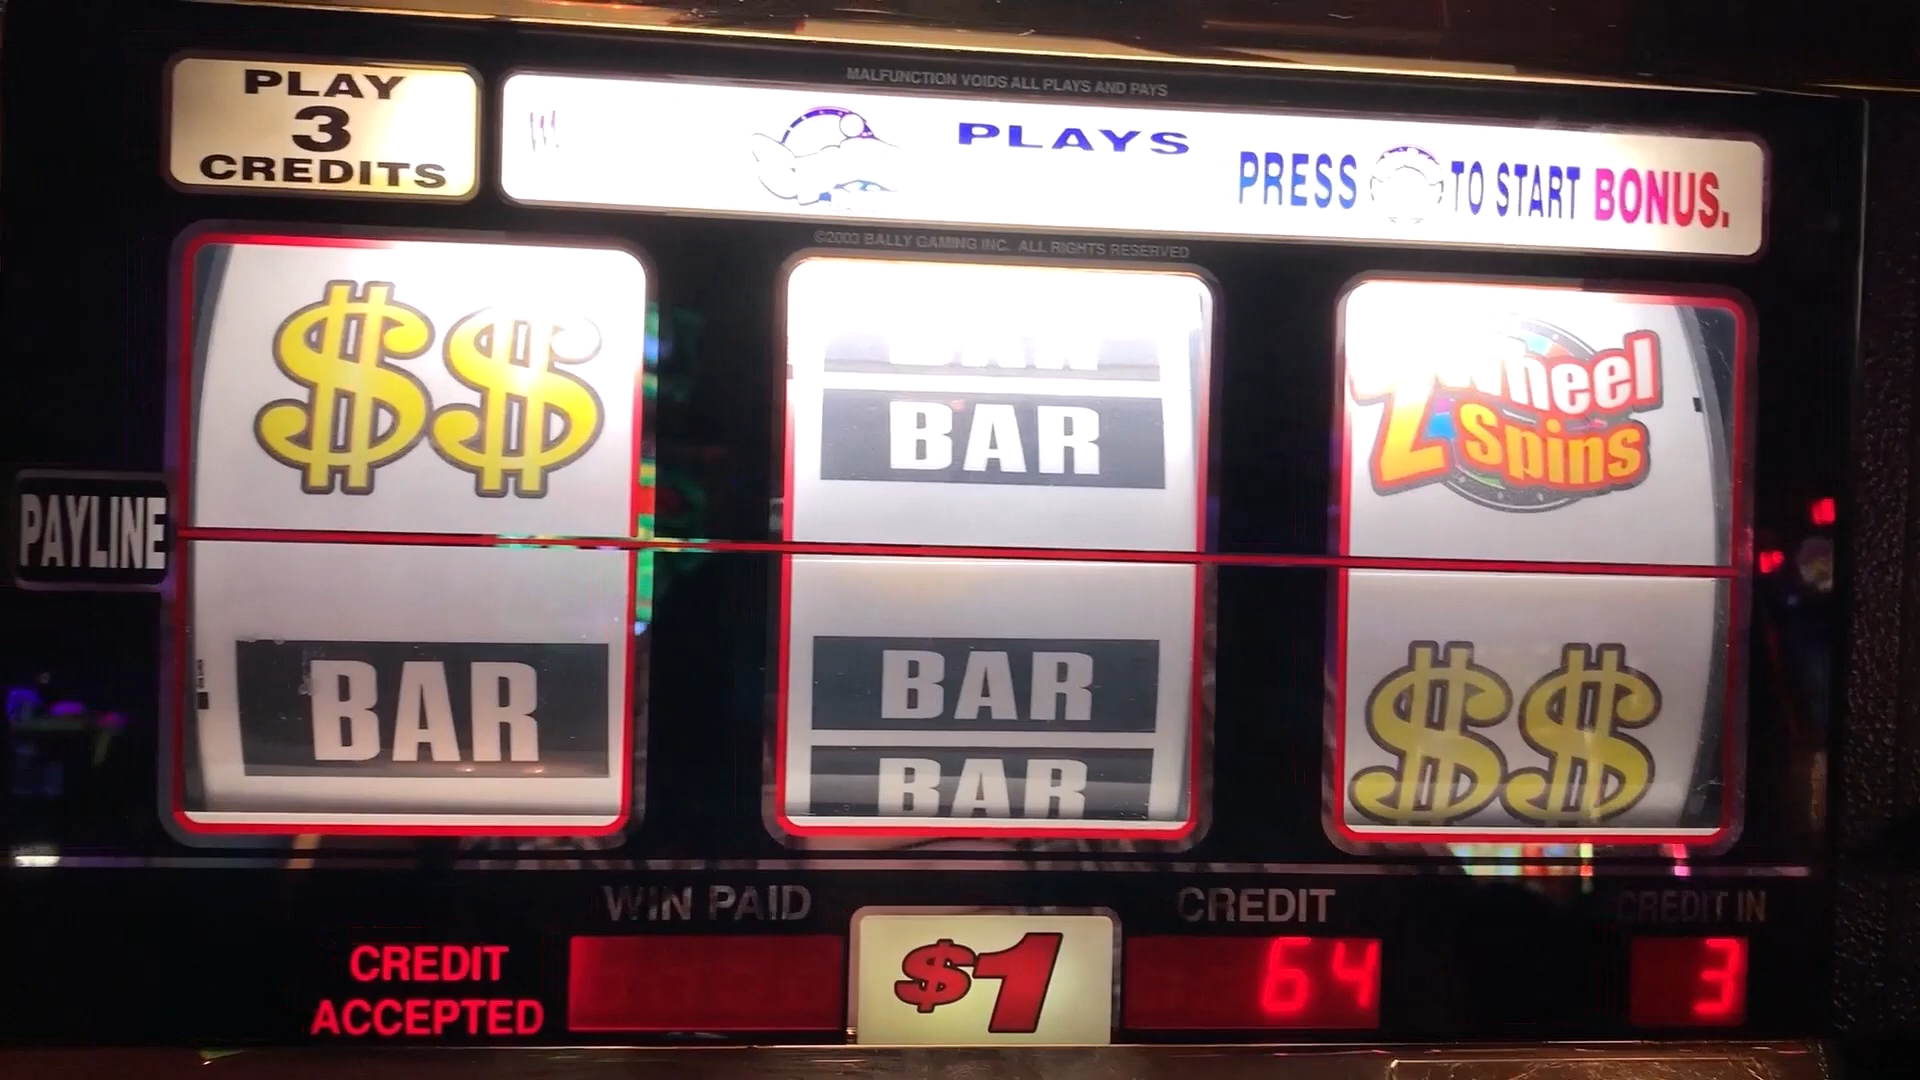 MALFUNCTION VOIDS ALL PLAYS AND PAYS
PLAY
3
CREDITS
PLAYS
PRESS TO START BONUS.
©2003 BALLY GAMING INC. ALL RIGHTS RESERVED
$$
BAR
BAR
2 Wheel
Spins
PAYLINE
BAR
BAR
BAR
$$
WIN PAID
CREDIT
CREDIT IN
CREDIT
ACCEPTED
$1
64
3